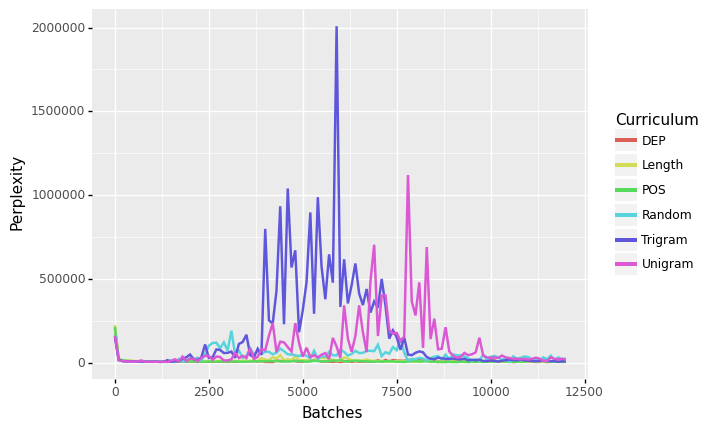 2000000
1500000
1000000
500000
0
Perplexity
0 2500 5000 7500 10000 12500
Batches
Curriculum
DEP
Length
POS
Random
Trigram
Unigram